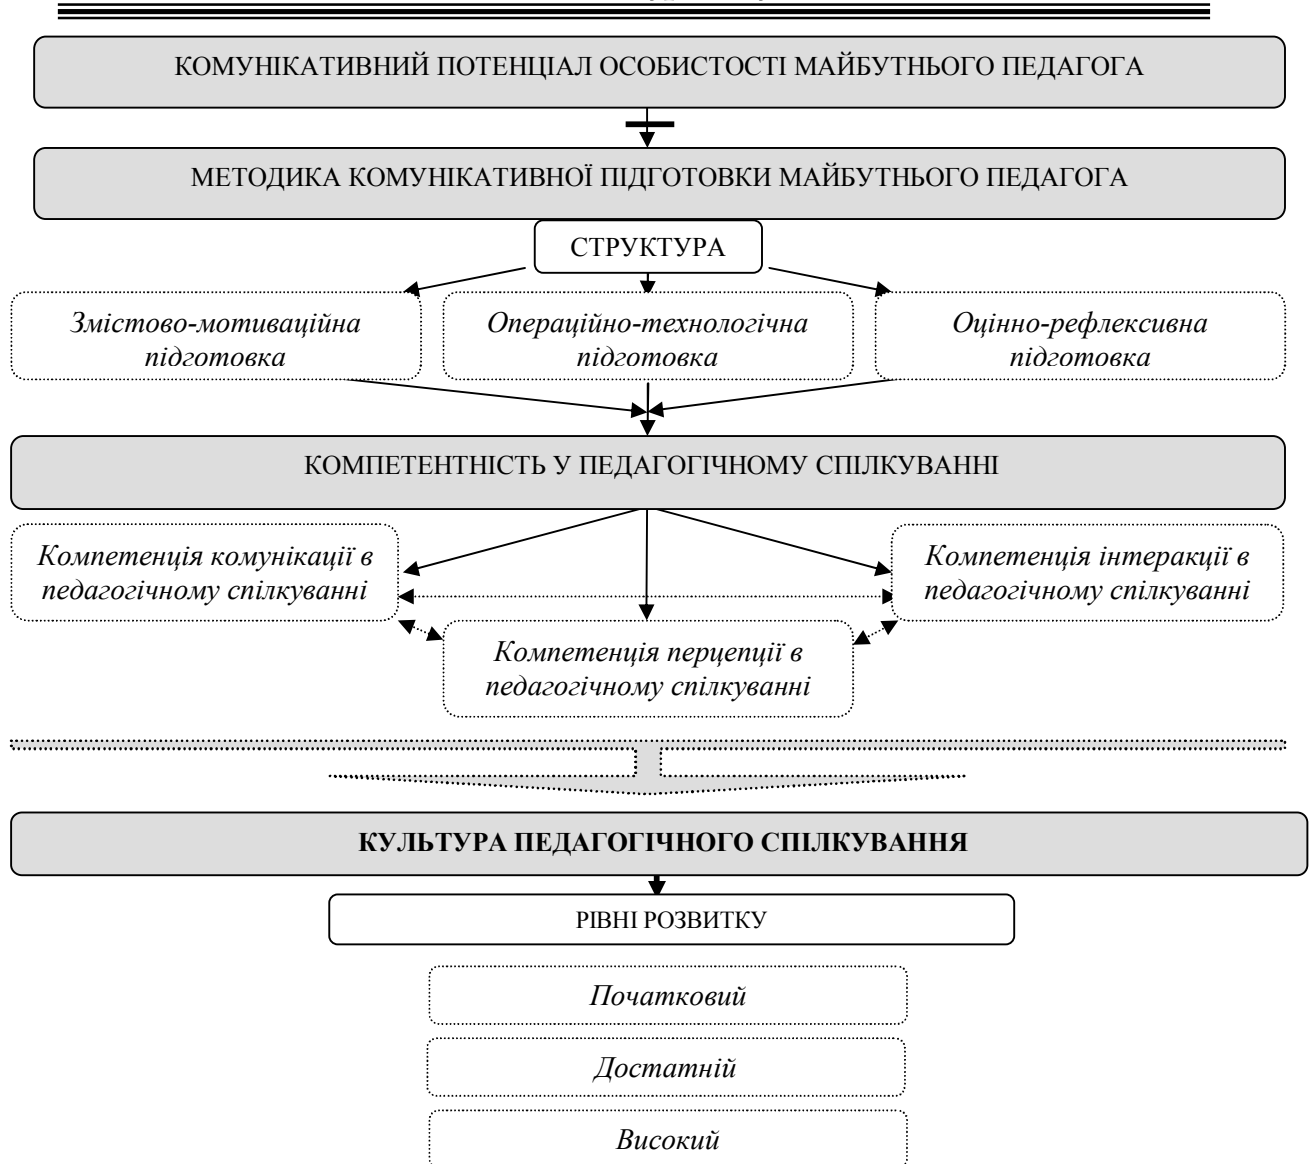 КОМУНІКАТИВНИЙ ПОТЕНЦІАЛ ОСОБИСТОСТІ МАЙБУТНЬОГО ПЕДАГОГА
МЕТОДИКА КОМУНІКАТИВНОЇ ПІДГОТОВКИ МАЙБУТНЬОГО ПЕДАГОГА
СТРУКТУРА
Змістово-мотиваційна
підготовка
Операційно-технологічна
підготовка
Оцінно-рефлексивна
підготовка
КОМПЕТЕНТНІСТЬ У ПЕДАГОГІЧНОМУ СПІЛКУВАННІ
Компетенція комунікації в
педагогічному спілкуванні
Компетенція інтеракції в
педагогічному спілкуванні
Компетенція перцепції в
педагогічному спілкуванні
КУЛЬТУРА ПЕДАГОГІЧНОГО СПІЛКУВАННЯ
РІВНІ РОЗВИТКУ
Початковий
Достатній
Високий